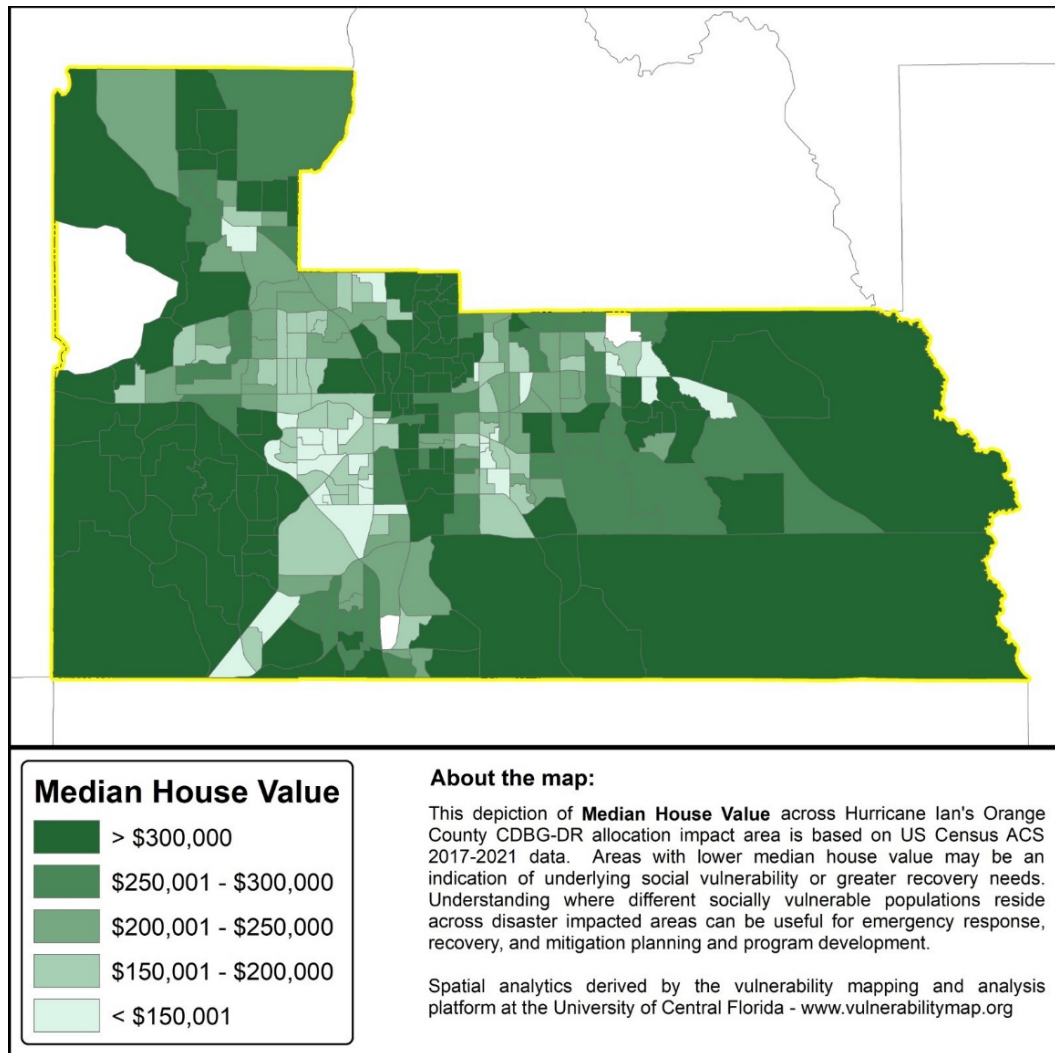 Median House Value
> $300,000
$250,001 - $300,000
$200,001 - $250,000
$150,001 - $200,000
< $150,001
About the map:
This depiction of Median House Value across Hurricane Ian's Orange
County CDBG-DR allocation impact area is based on US Census ACS
2017-2021 data. Areas with lower median house value may be an
indication of underlying social vulnerability or greater recovery needs.
Understanding where different socially vulnerable populations reside
across disaster impacted areas can be useful for emergency response,
recovery, and mitigation planning and program development.
Spatial analytics derived by the vulnerability mapping and analysis
platform at the University of Central Florida - www.vulnerabilitymap.org